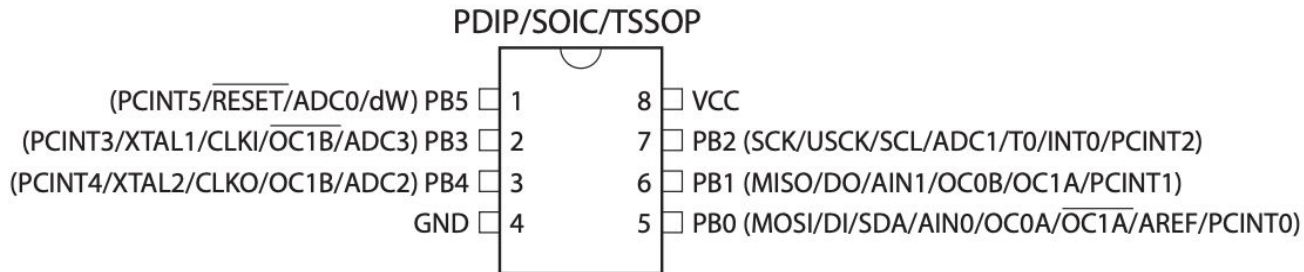 PDIP/SOIC/TSSOP
(PCINT5/RESET/ADC0/dW) PB5 1 8 VCC
(PCINT3/XTAL1/CLKI/OC1B/ADC3) PB3 2 7 PB2 (SCK/USCK/SCL/ADC1/T0/INT0/PCINT2)
(PCINT4/XTAL2/CLKO/OC1B/ADC2) PB4 3 6 PB1 (MISO/DO/AIN1/OC0B/OC1A/PCINT1)
GND 4 5 PB0 (MOSI/DI/SDA/AIN0/OC0A/OC1A/AREF/PCINT0)